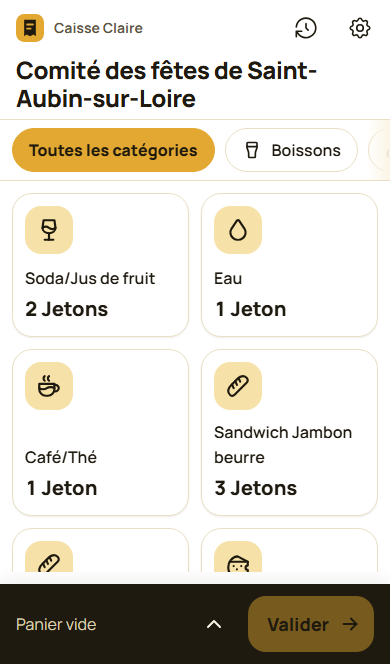 Caisse Claire
Comité des fêtes de Saint-
Aubin-sur-Loire
Toutes les catégories
Boissons
Soda/Jus de fruit
2 Jetons
Eau
1 Jeton
Café/Thé
1 Jeton
Sandwich Jambon
beurre
3 Jetons
Panier vide
Valider